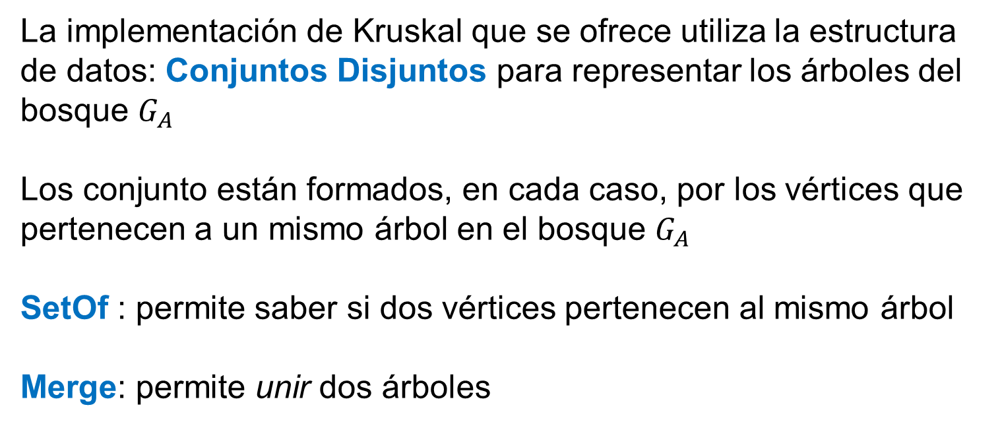 La implementación de Kruskal que se ofrece utiliza la estructura
de datos: Conjuntos Disjuntos para representar los árboles del
bosque G_A
Los conjunto están formados, en cada caso, por los vértices que
pertenecen a un mismo árbol en el bosque G_A
SetOf : permite saber si dos vértices pertenecen al mismo árbol
Merge: permite unir dos árboles